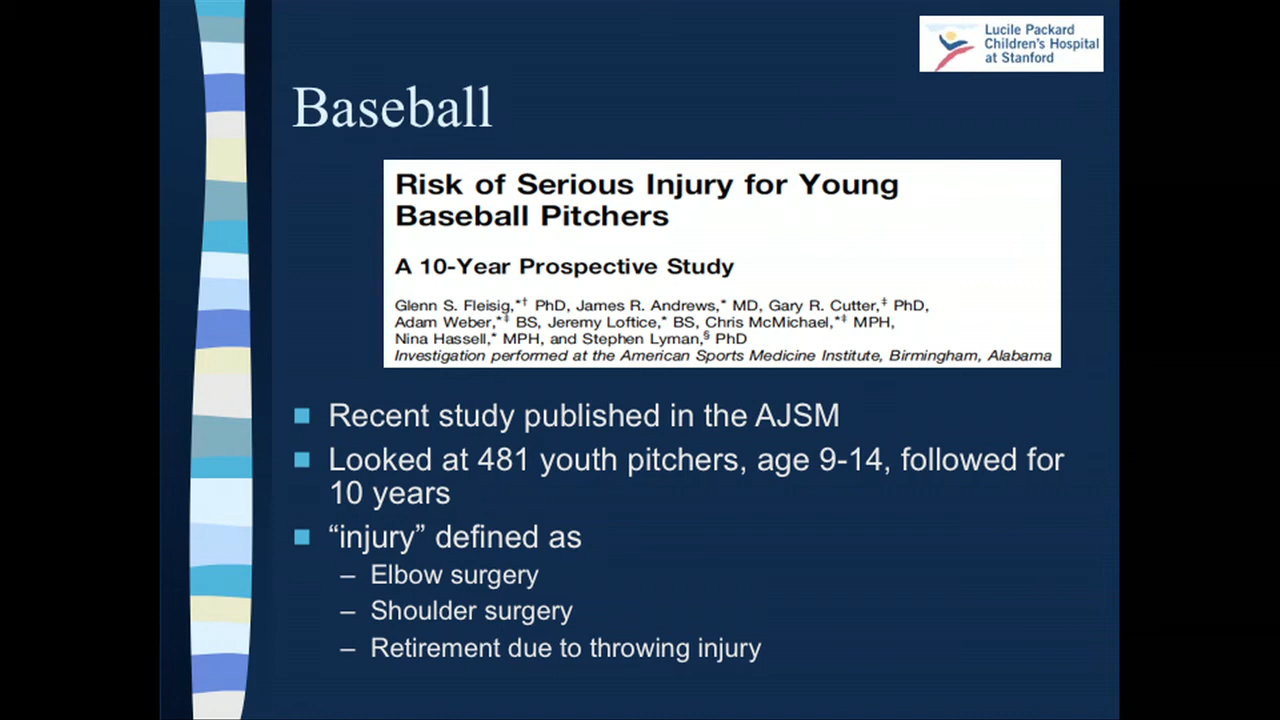 Lucile Packard
Children's Hospital
at Stanford
Baseball
Risk of Serious Injury for Young
Baseball Pitchers
A 10-Year Prospective Study
Glenn S. Fleisig,*† PhD, James R. Andrews,* MD, Gary R. Cutter,‡ PhD,
Adam Weber,*‡ BS, Jeremy Loftice,* BS, Chris McMichael,*‡ MPH,
Nina Hassell,* MPH, and Stephen Lyman,§ PhD
Investigation performed at the American Sports Medicine Institute, Birmingham, Alabama
Recent study published in the AJSM
Looked at 481 youth pitchers, age 9-14, followed for
10 years
“injury” defined as
– Elbow surgery
– Shoulder surgery
– Retirement due to throwing injury